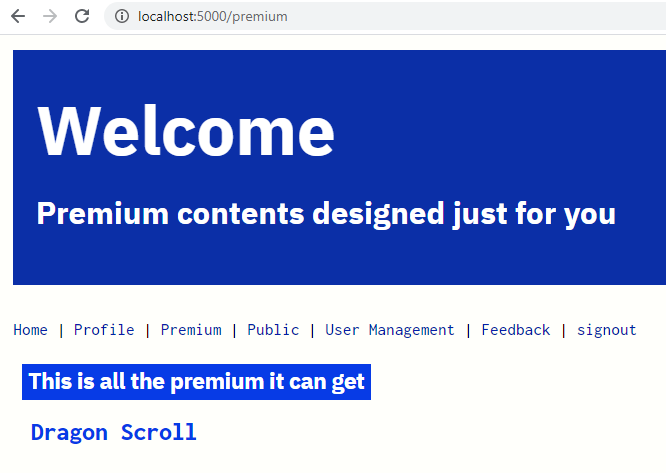 localhost:5000/premium
Welcome
Premium contents designed just for you
Home | Profile | Premium | Public | User Management | Feedback | signout
This is all the premium it can get
Dragon Scroll